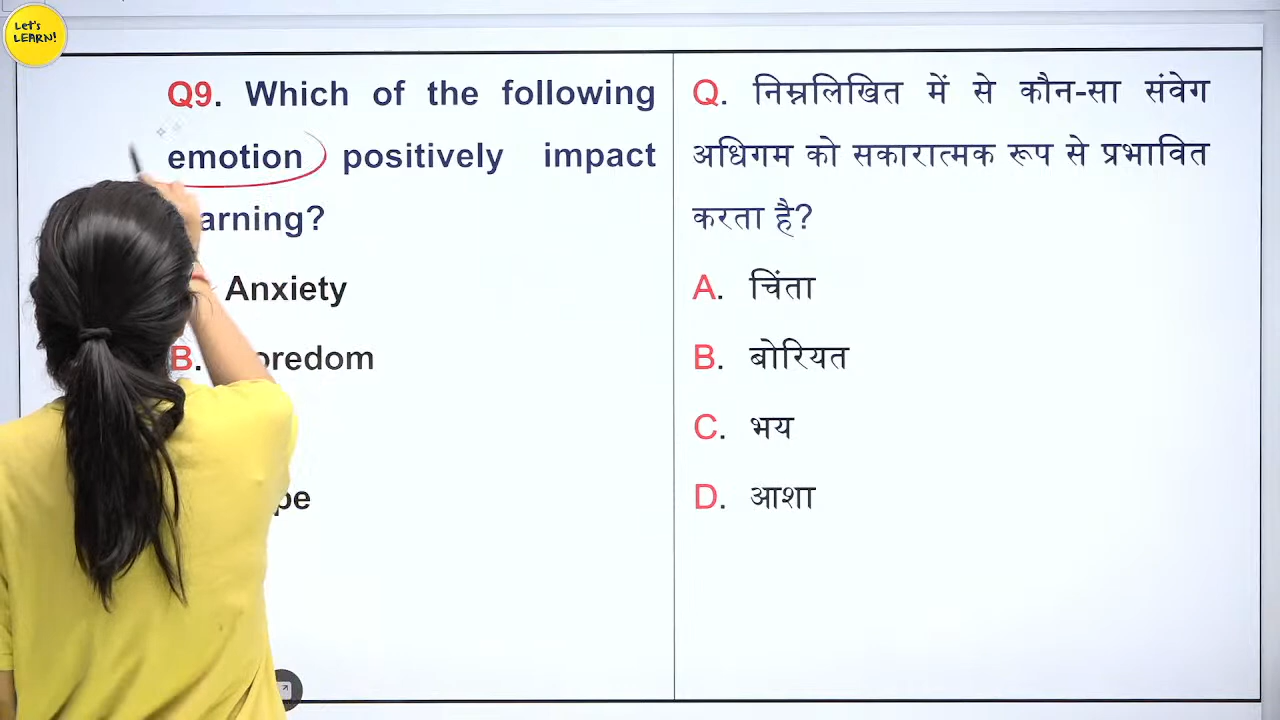 Let's
LEARN!
Q9. Which of the following
emotion positively impact
arning?
Anxiety
B. oredom
pe
Q. निम्नलिखित में से कौन-सा संवेग
अधिगम को सकारात्मक रूप से प्रभावित
करता है?
A. चिंता
B. बोरियत
C. भय
D. आशा